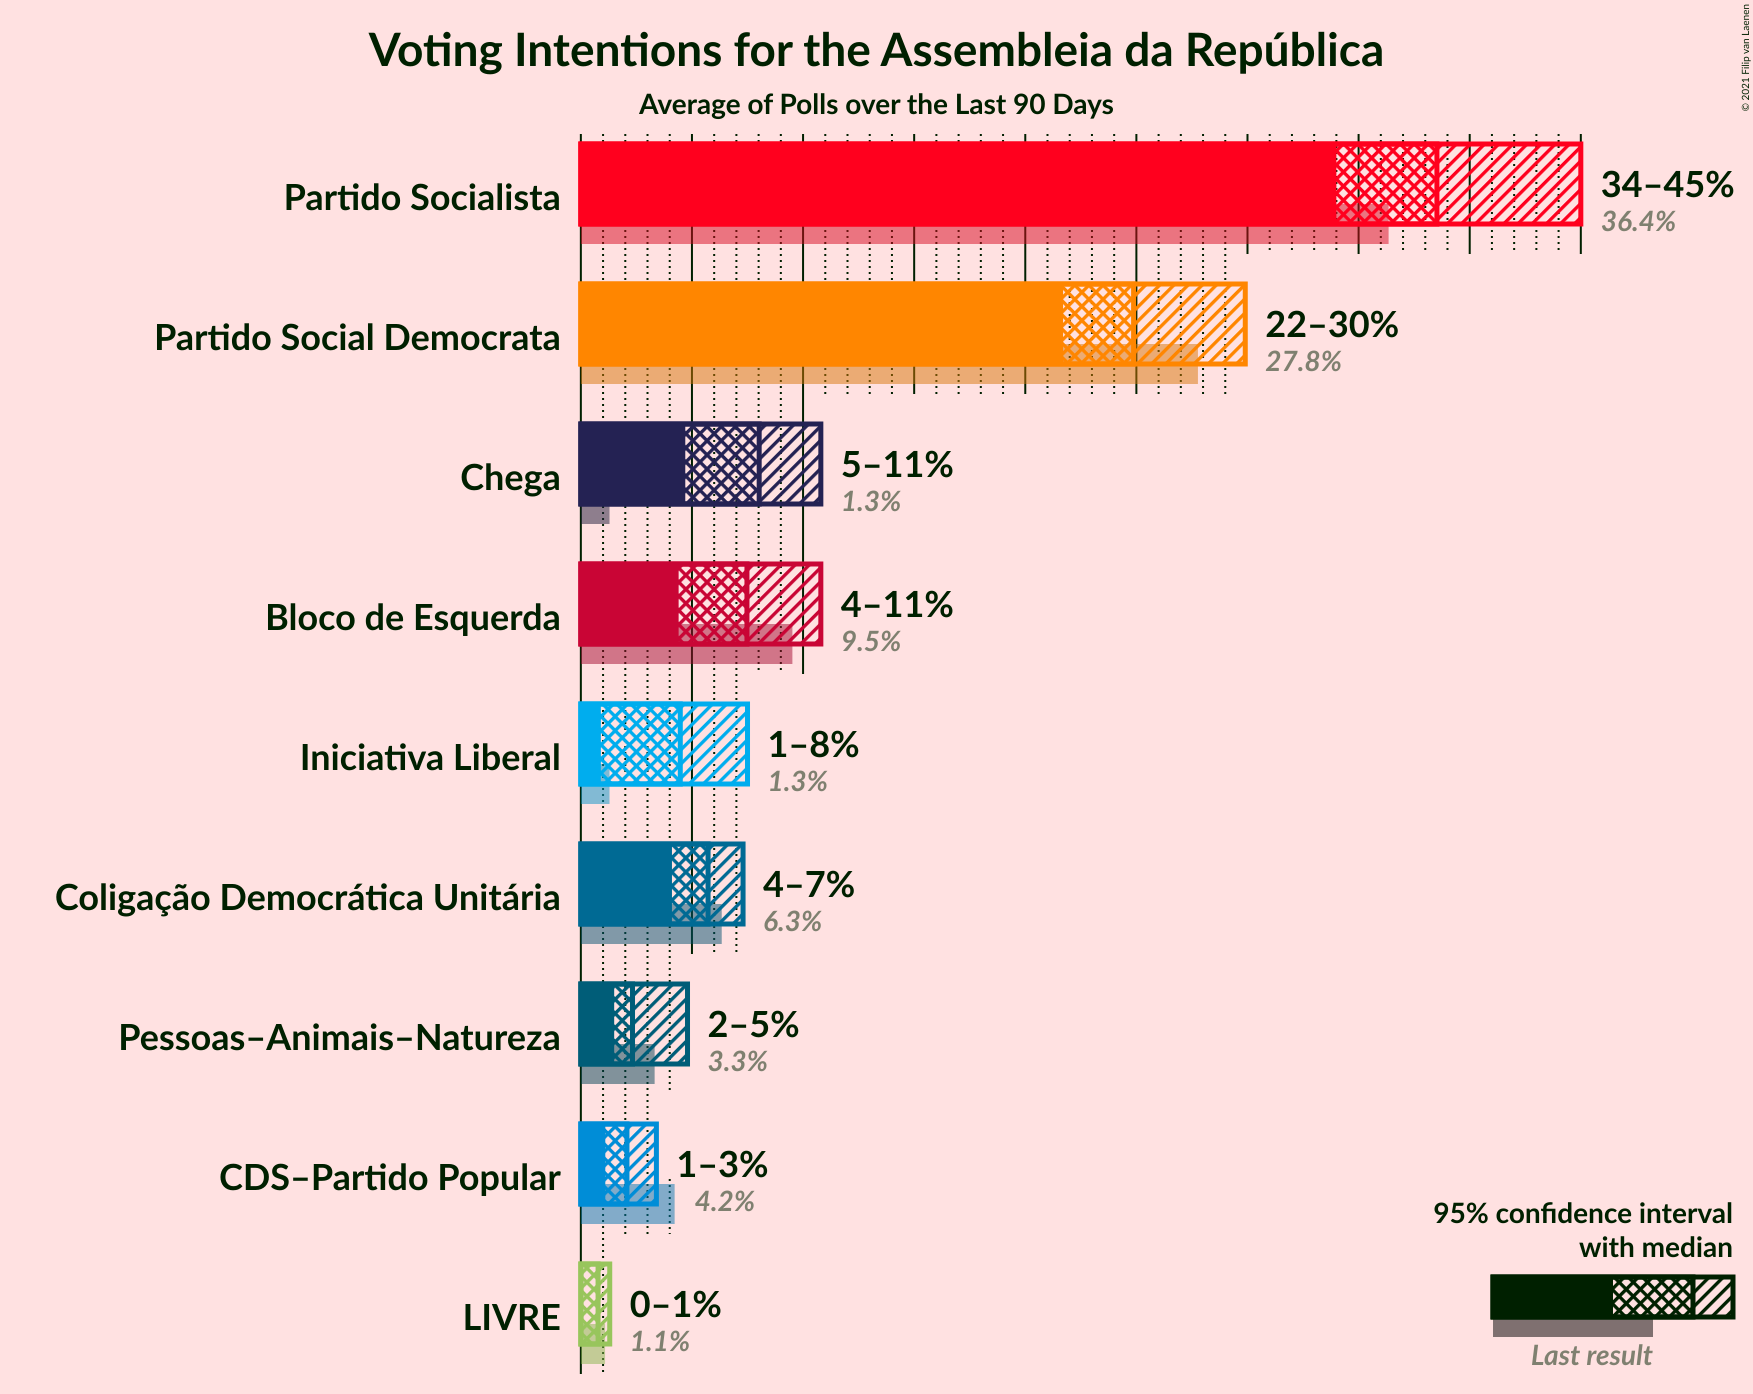 Voting Intentions for the Assembleia da República
Average of Polls over the Last 90 Days
© 2021 Filip van Laenen
Partido Socialista
34–45%
36.4%
Partido Social Democrata
22–30%
27.8%
Chega
5–11%
1.3%
Bloco de Esquerda
4–11%
9.5%
Iniciativa Liberal
1–8%
1.3%
Coligação Democrática Unitária
4–7%
6.3%
Pessoas–Animais–Natureza
2–5%
3.3%
CDS–Partido Popular
1–3%
4.2%
LIVRE
0–1%
1.1%
95% confidence interval
with median
Last result